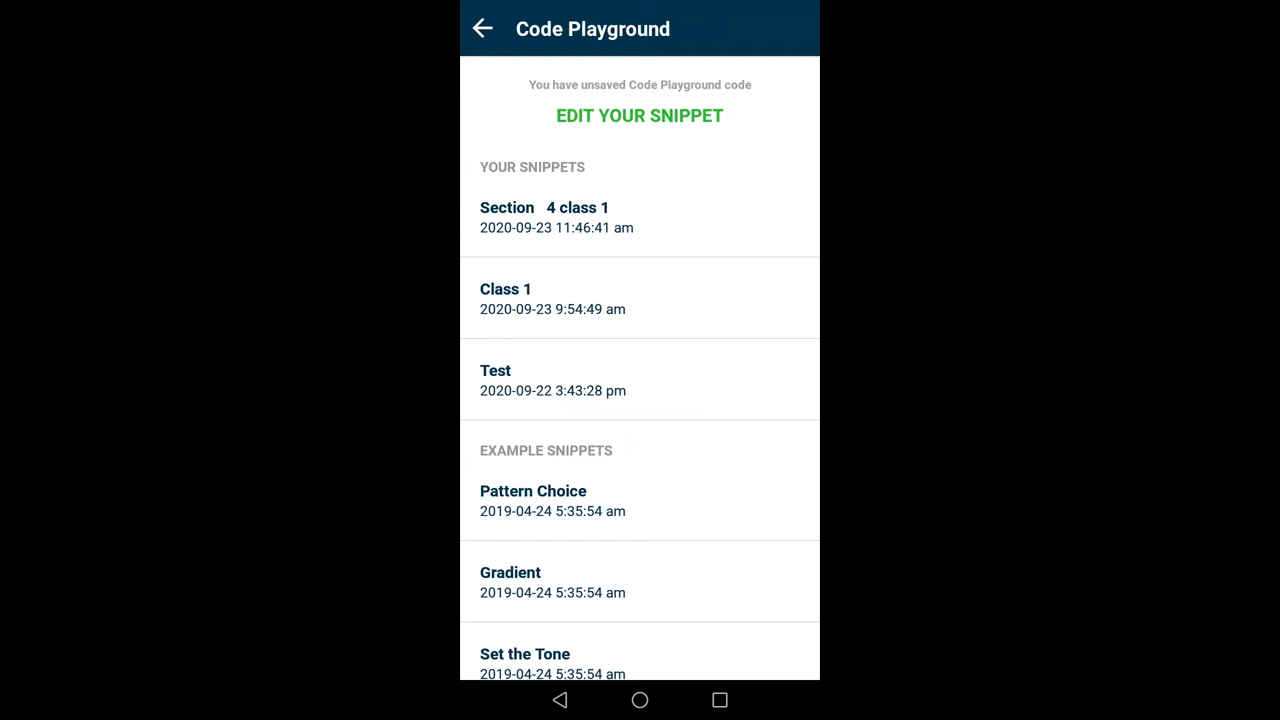 Code Playground
You have unsaved Code Playground code
EDIT YOUR SNIPPET
YOUR SNIPPETS
Section   4 class 1
2020-09-23 11:46:41 am
Class 1
2020-09-23 9:54:49 am
Test
2020-09-22 3:43:28 pm
EXAMPLE SNIPPETS
Pattern Choice
2019-04-24 5:35:54 am
Gradient
2019-04-24 5:35:54 am
Set the Tone
2019-04-24 5:35:54 am